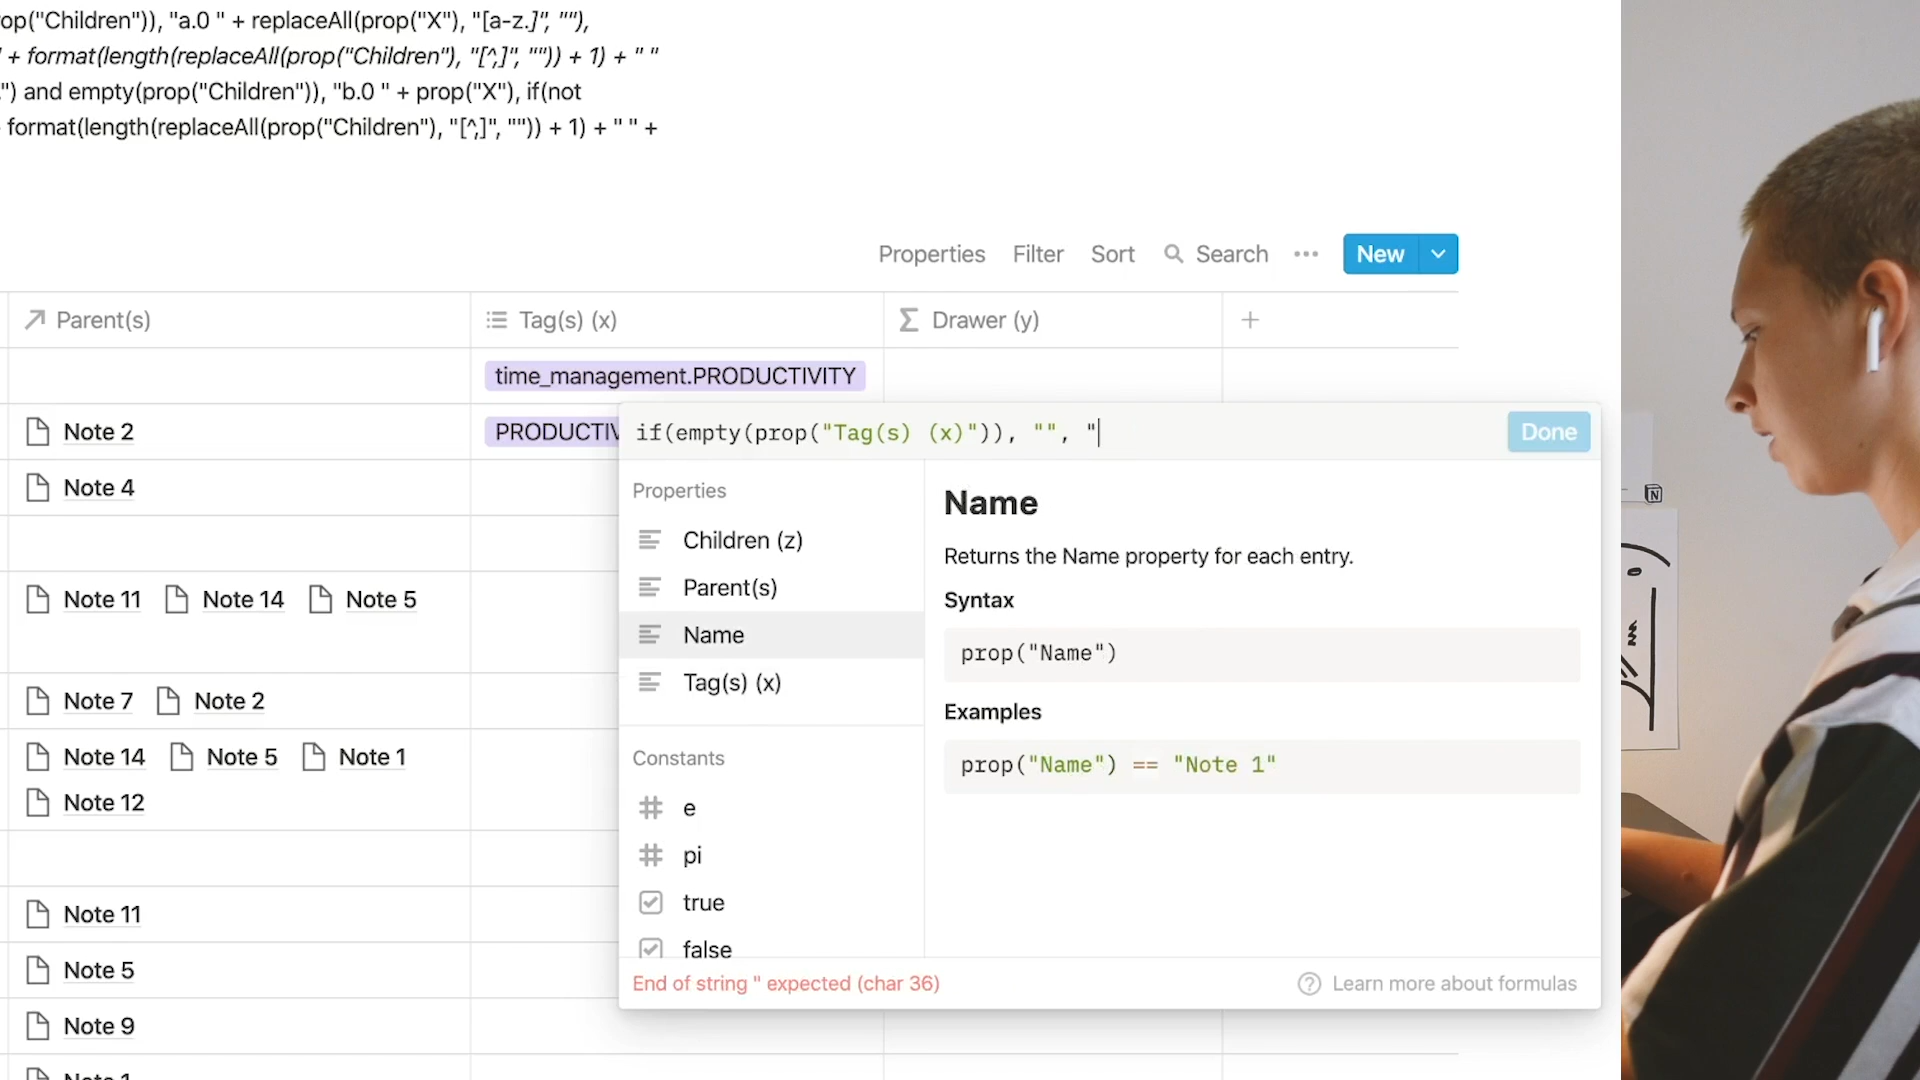 op("Children")), "a.0 " + replaceAll(prop("X"), "[a-z.]", ""),
" + format(length(replaceAll(prop("Children"), "[^,]", "")) + 1) + " "
") and empty(prop("Children")), "b.0 " + prop("X"), if(not
format(length(replaceAll(prop("Children"), "[^,]", "")) + 1) + " " +
Properties Filter Sort Search ••• New
Parent(s) Tag(s) (x) Σ Drawer (y) +
time_management.PRODUCTIVITY
Note 2 PRODUCTIV
if(empty(prop("Tag(s) (x)")), "", "
Done
Note 4
Properties
Children (z)
Parent(s)
Name
Tag(s) (x)
Constants
e
pi
true
false
Name
Returns the Name property for each entry.
Syntax
prop("Name")
Examples
prop("Name") == "Note 1"
End of string " expected (char 36)
? Learn more about formulas
Note 11 Note 14 Note 5
Note 7 Note 2
Note 14 Note 5 Note 1
Note 12
Note 11
Note 5
Note 9
Note 1
N